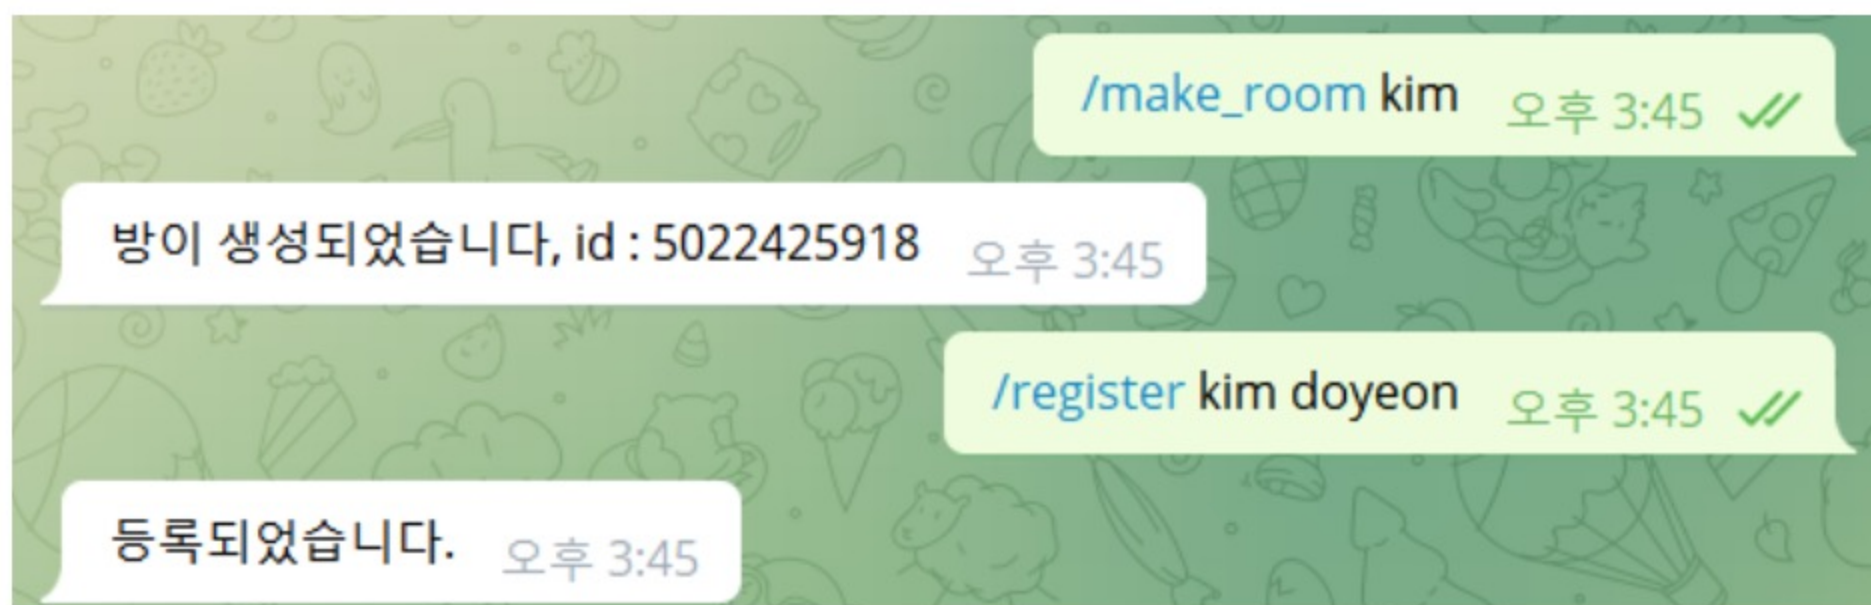 /make_room kim 오후 3:45
방이 생성되었습니다, id : 5022425918 오후 3:45
/register kim doyeon 오후 3:45
등록되었습니다. 오후 3:45